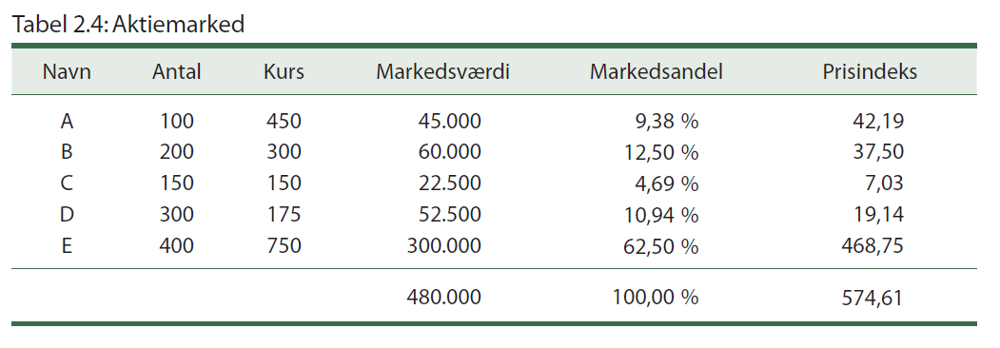 Tabel 2.4: Aktiemarked
Navn Antal Kurs Markedsværdi Markedsandel Prisindeks
A 100 450 45.000 9,38 % 42,19
B 200 300 60.000 12,50 % 37,50
C 150 150 22.500 4,69 % 7,03
D 300 175 52.500 10,94 % 19,14
E 400 750 300.000 62,50 % 468,75
480.000 100,00 % 574,61